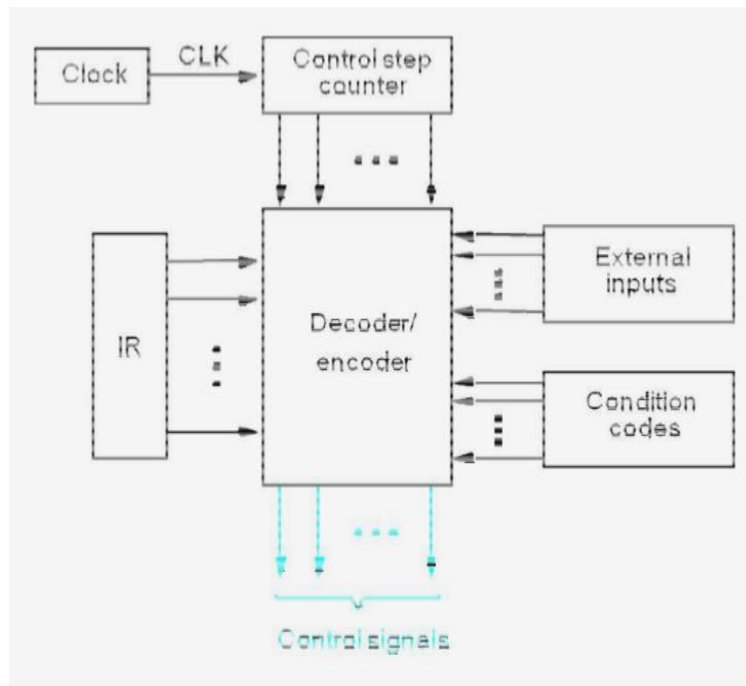 CLK
Clock
Control step
counter
External
inputs
IR
Decoder/
encoder
Condition
codes
Control signals